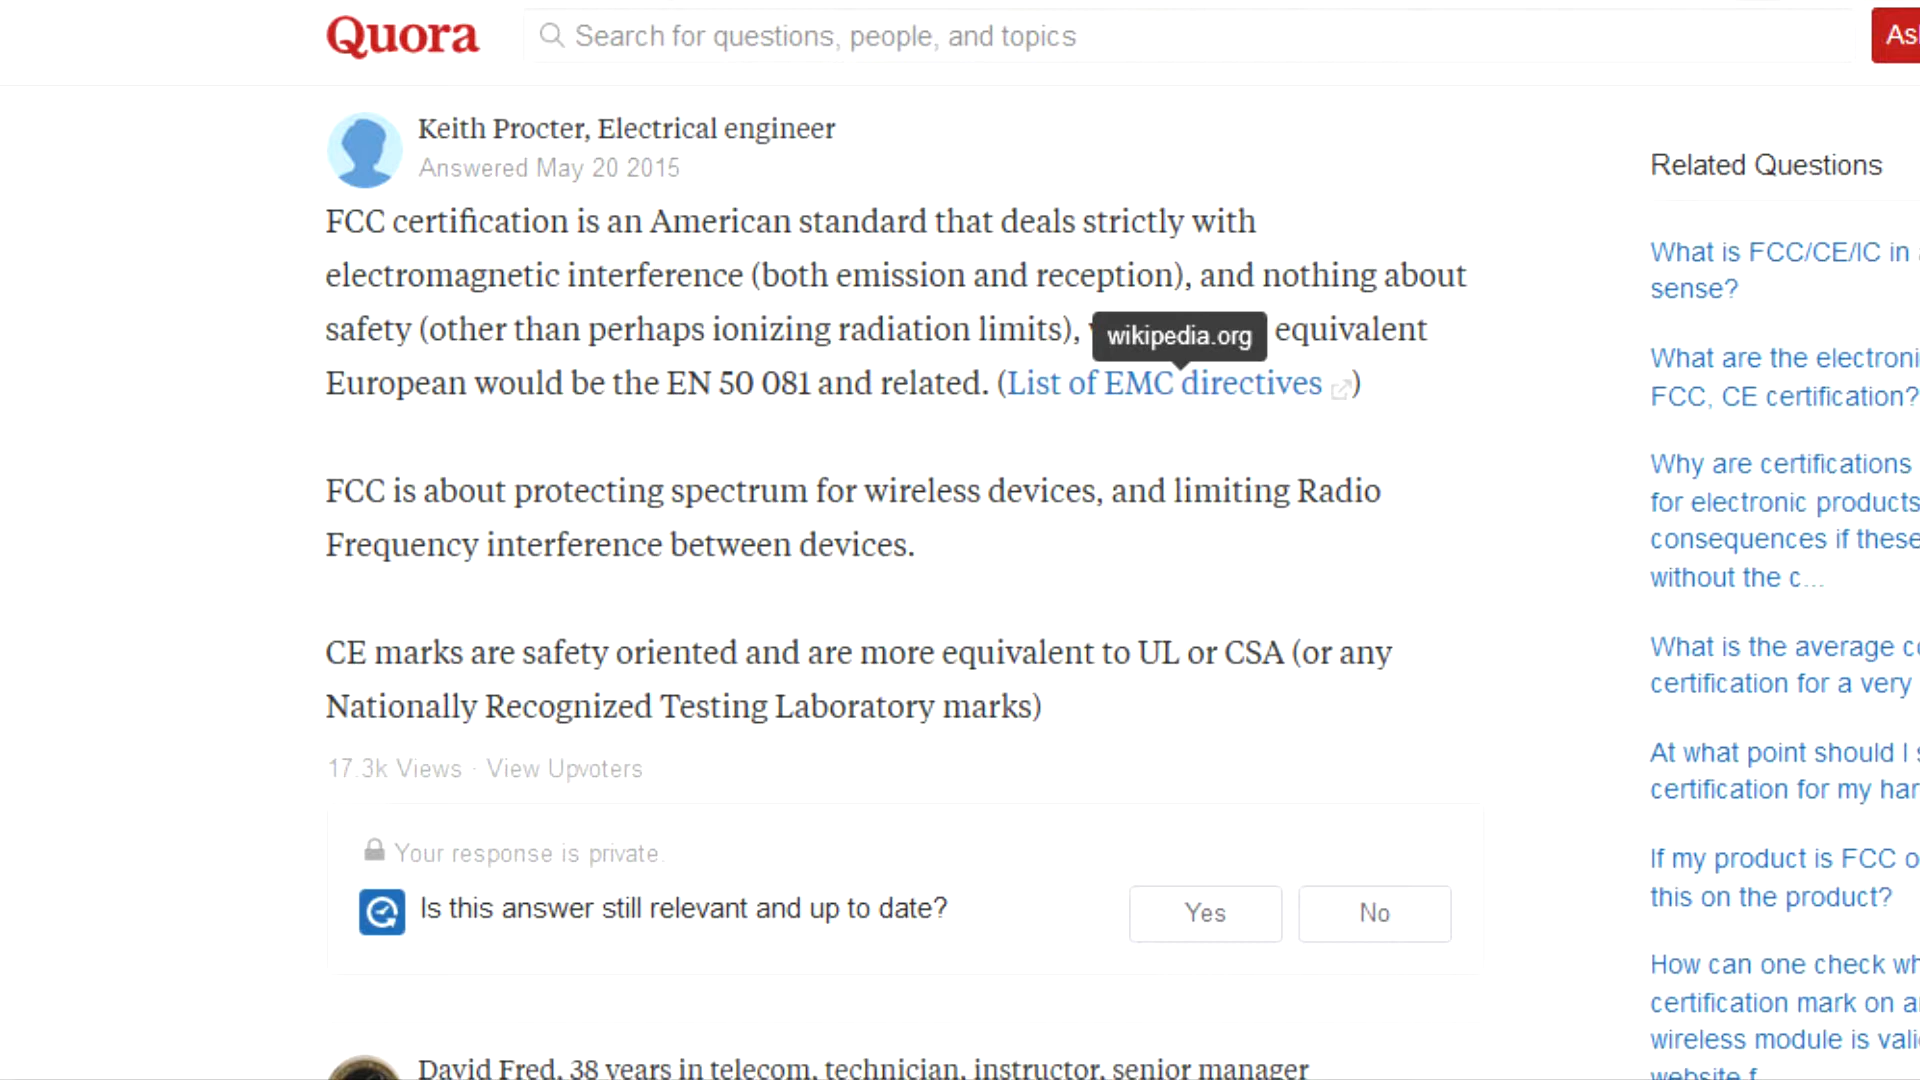 Quora
Search for questions, people, and topics
As
Keith Procter, Electrical engineer
Answered May 20 2015
FCC certification is an American standard that deals strictly with
electromagnetic interference (both emission and reception), and nothing about
safety (other than perhaps ionizing radiation limits), equivalent
wikipedia.org
European would be the EN 50 081 and related. (List of EMC directives)
FCC is about protecting spectrum for wireless devices, and limiting Radio
Frequency interference between devices.
CE marks are safety oriented and are more equivalent to UL or CSA (or any
Nationally Recognized Testing Laboratory marks)
17.3k Views · View Upvoters
Your response is private.
Is this answer still relevant and up to date?
Yes
No
David Fred, 38 years in telecom, technician, instructor, senior manager
Related Questions
What is FCC/CE/IC in
sense?
What are the electroni
FCC, CE certification?
Why are certifications
for electronic products
consequences if these
without the c...
What is the average c
certification for a very
At what point should I
certification for my har
If my product is FCC o
this on the product?
How can one check wh
certification mark on a
wireless module is vali
website f